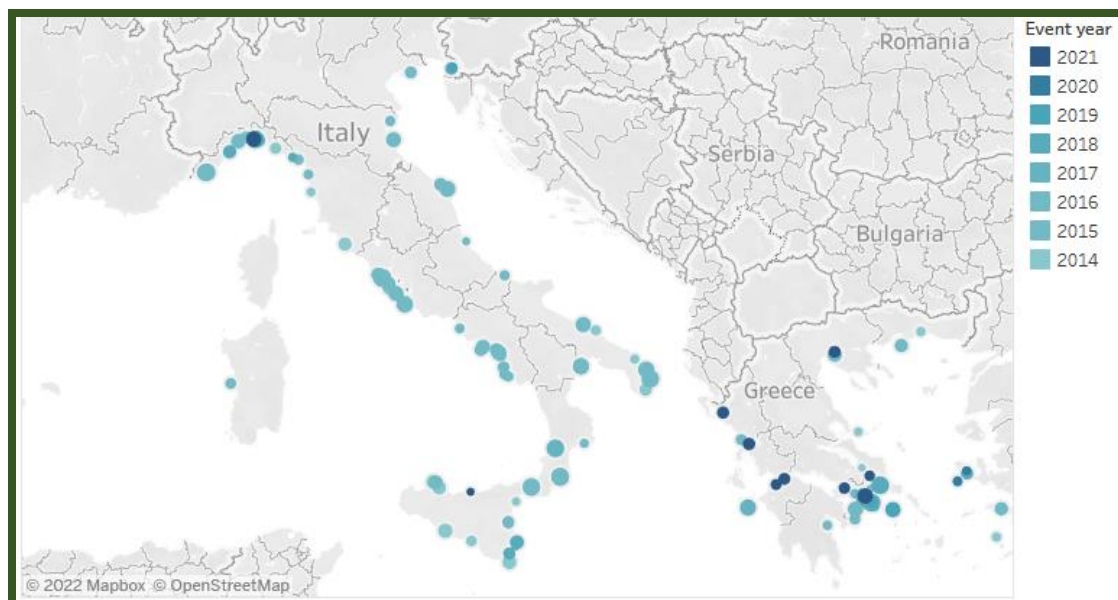 Event year
2021
2020
2019
2018
2017
2016
2015
2014
Romania
Italy
Serbia
Bulgaria
Greece
© 2022 Mapbox © OpenStreetMap